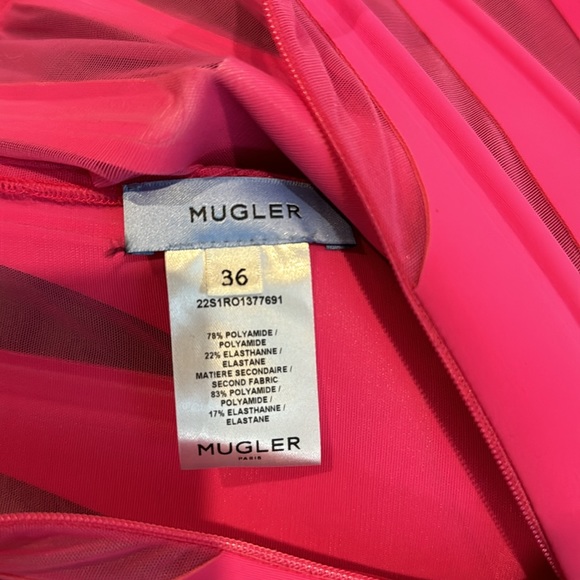 MUGLER
36
22S1RO1377691
78% POLYAMIDE /
POLYAMIDE
22% ELASTHANNE /
ELASTANE
MATIERE SECONDAIRE /
SECOND FABRIC
83% POLYAMIDE /
POLYAMIDE
17% ELASTHANNE /
ELASTANE
MUGLER
PARIS